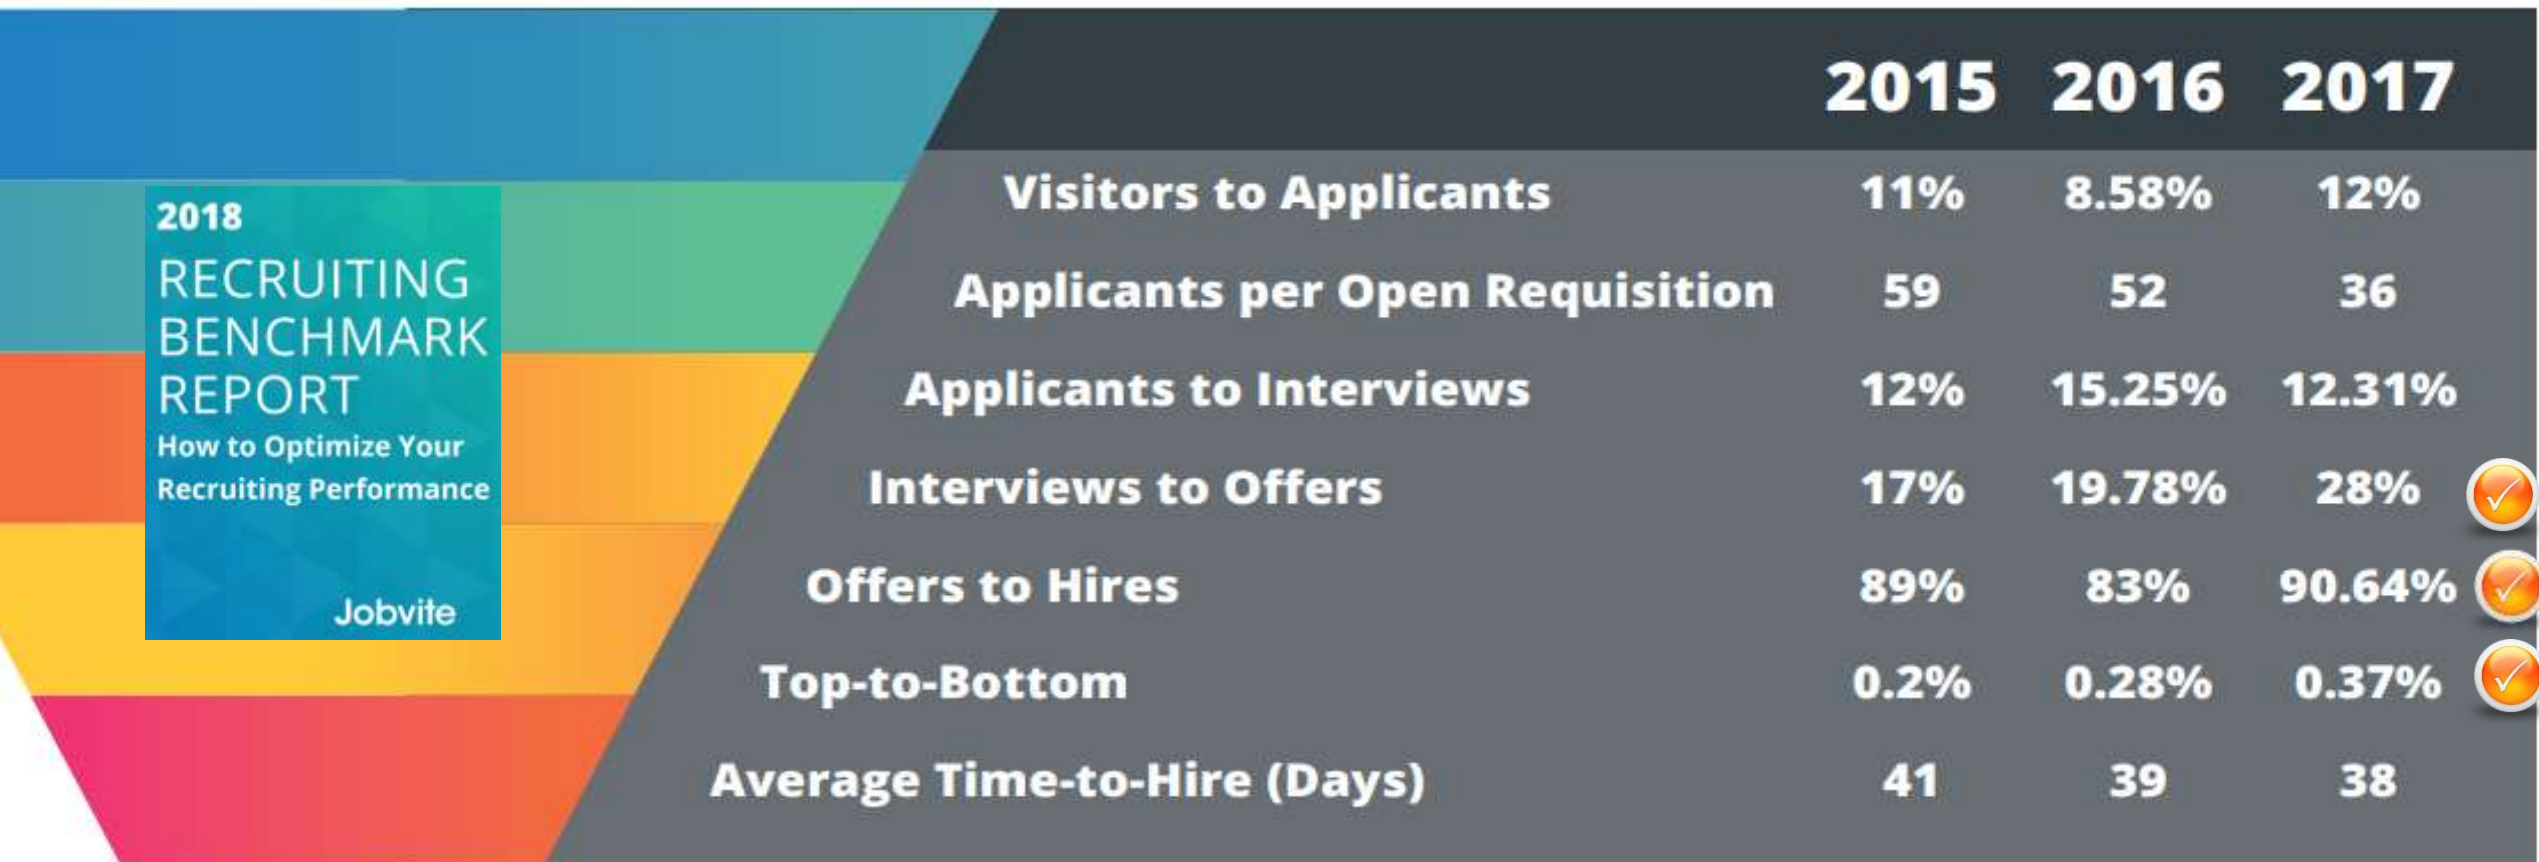 2018
RECRUITING
BENCHMARK
REPORT
How to Optimize Your
Recruiting Performance
Jobvite
2015 2016 2017
Visitors to Applicants 11% 8.58% 12%
Applicants per Open Requisition 59 52 36
Applicants to Interviews 12% 15.25% 12.31%
Interviews to Offers 17% 19.78% 28%
Offers to Hires 89% 83% 90.64%
Top-to-Bottom 0.2% 0.28% 0.37%
Average Time-to-Hire (Days) 41 39 38